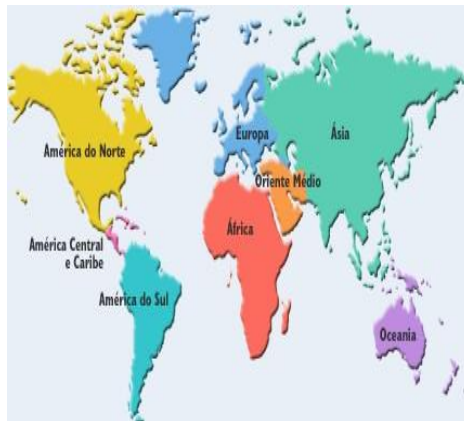 Europa
Ásia
América do Norte
Oriente Médio
África
América Central
e Caribe
América do Sul
Oceania